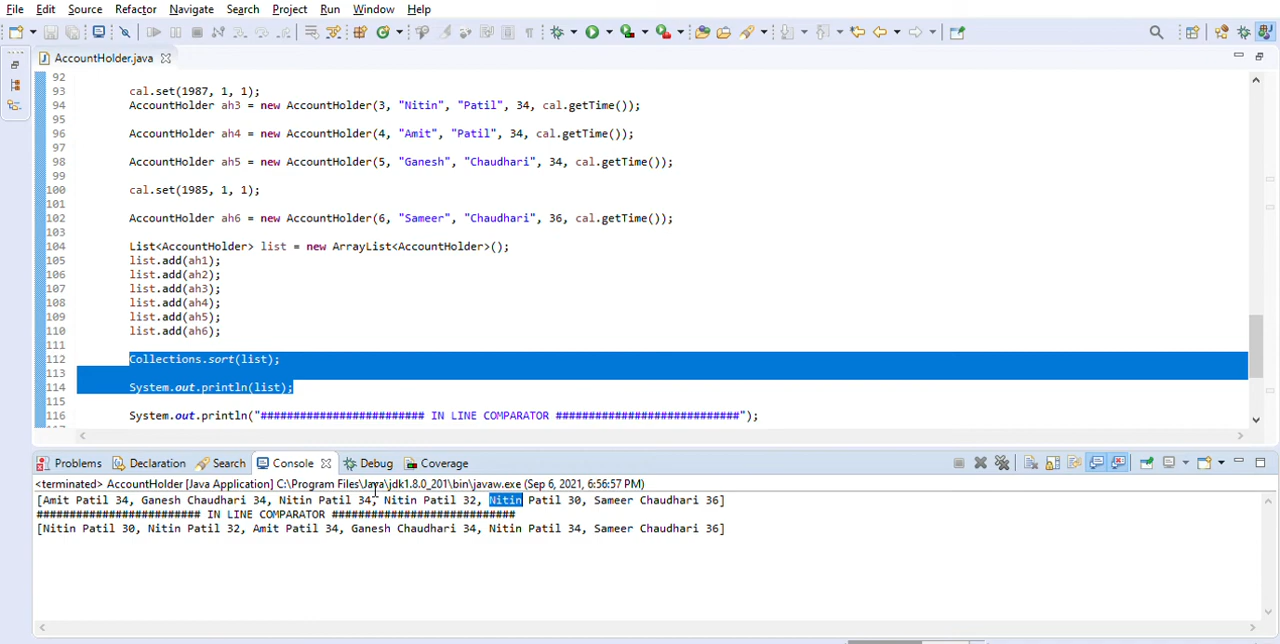 File Edit Source Refactor Navigate Search Project Run Window Help
AccountHolder.java
92
93 cal.set(1987, 1, 1);
94 AccountHolder ah3 = new AccountHolder(3, "Nitin", "Patil", 34, cal.getTime());
95
96 AccountHolder ah4 = new AccountHolder(4, "Amit", "Patil", 34, cal.getTime());
97
98 AccountHolder ah5 = new AccountHolder(5, "Ganesh", "Chaudhari", 34, cal.getTime());
99
100 cal.set(1985, 1, 1);
101
102 AccountHolder ah6 = new AccountHolder(6, "Sameer", "Chaudhari", 36, cal.getTime());
103
104 List<AccountHolder> list = new ArrayList<AccountHolder>();
105 list.add(ah1);
106 list.add(ah2);
107 list.add(ah3);
108 list.add(ah4);
109 list.add(ah5);
110 list.add(ah6);
111
112 Collections.sort(list);
113
114 System.out.println(list);
115
116 System.out.println("######################### IN LINE COMPARATOR ############################");
Problems Declaration Search Console Debug Coverage
<terminated> AccountHolder [Java Application] C:\Program Files\Java\jdk1.8.0_201\bin\javaw.exe (Sep 6, 2021, 6:56:57 PM)
[Amit Patil 34, Ganesh Chaudhari 34, Nitin Patil 34, Nitin Patil 32, Nitin Patil 30, Sameer Chaudhari 36]
######################### IN LINE COMPARATOR ############################
[Nitin Patil 30, Nitin Patil 32, Amit Patil 34, Ganesh Chaudhari 34, Nitin Patil 34, Sameer Chaudhari 36]